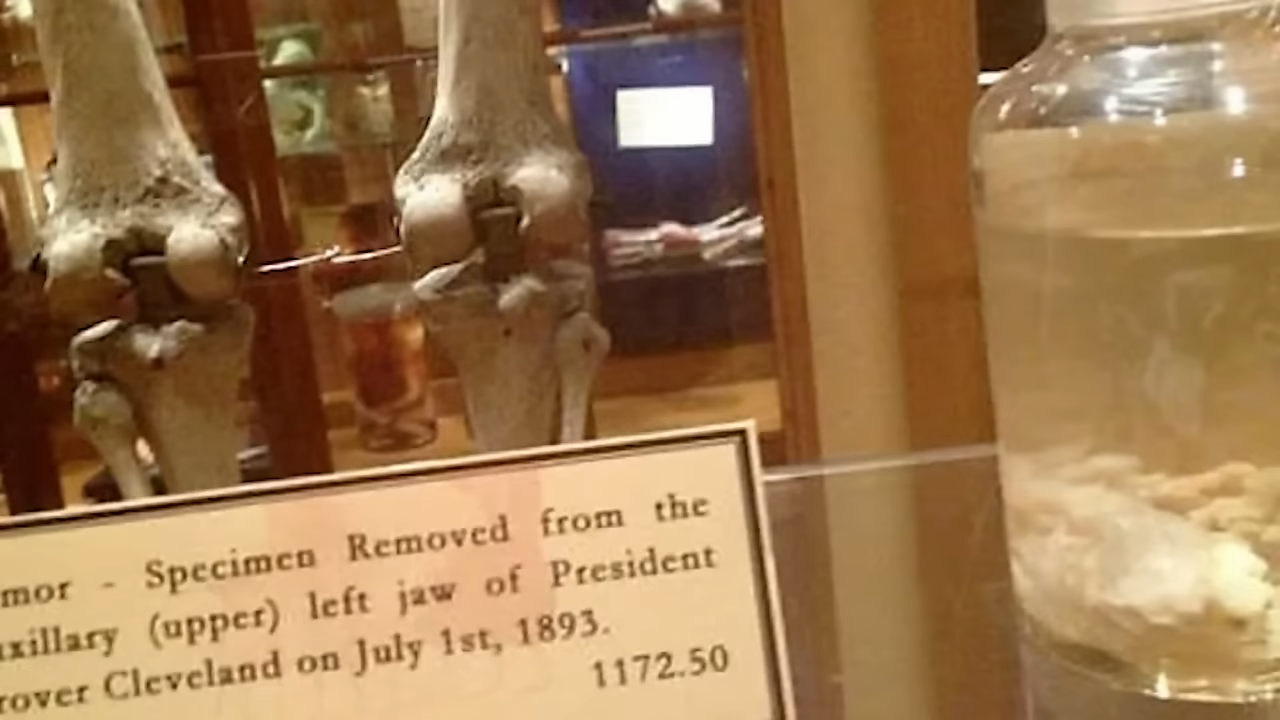 mor - Specimen Removed from the
axillary (upper) left jaw of President
rover Cleveland on July 1st, 1893.
1172.50